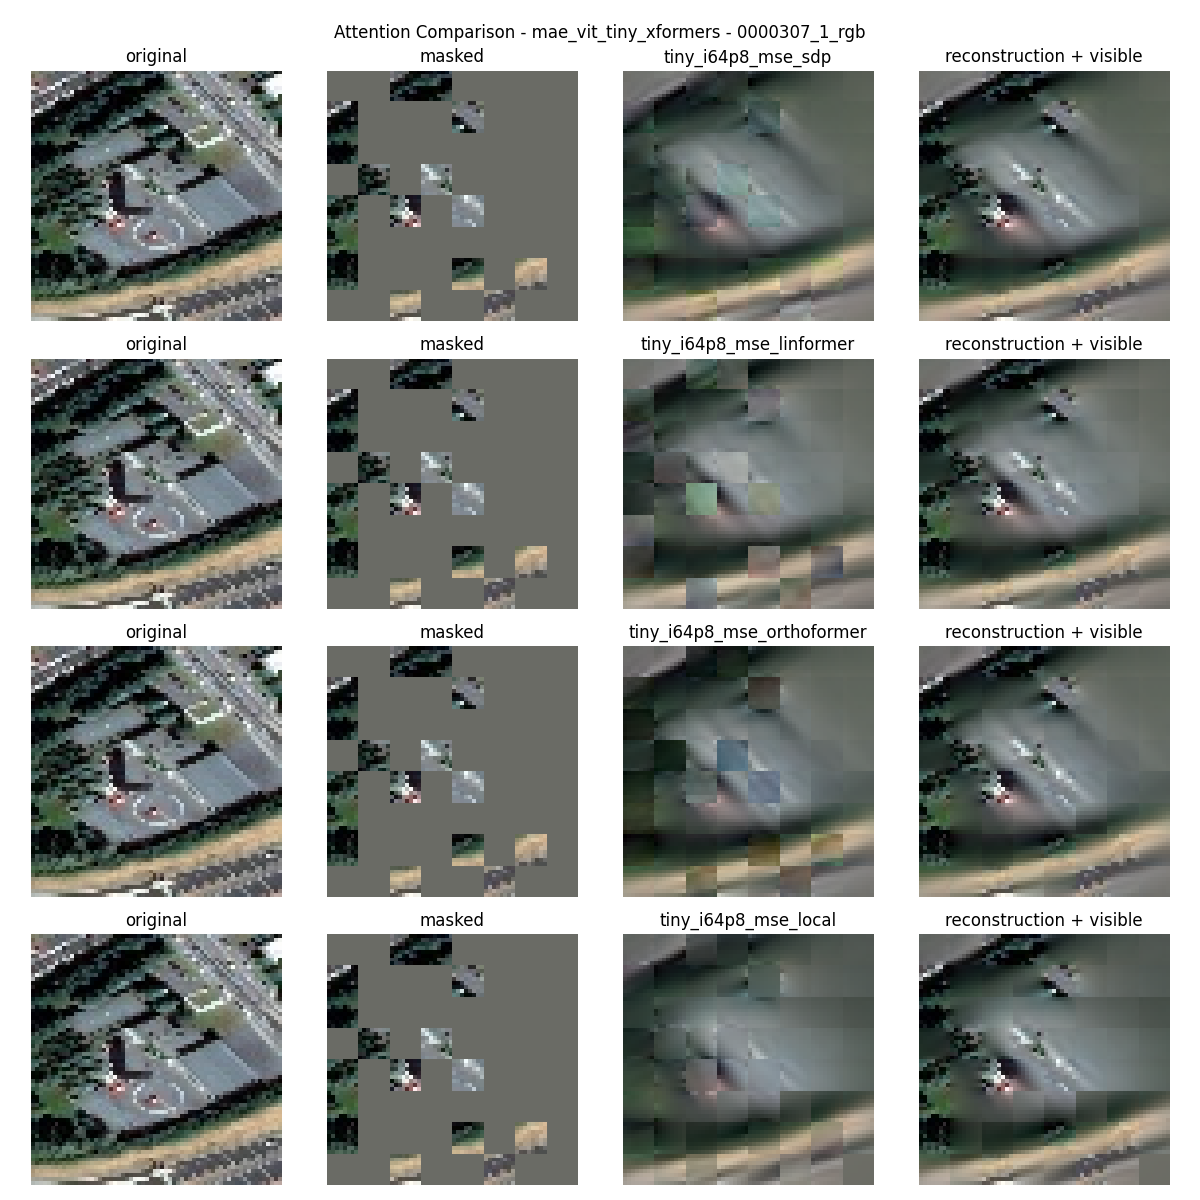 Attention Comparison - mae_vit_tiny_xformers - 0000307_1_rgb
original masked tiny_i64p8_mse_sdp reconstruction + visible
original masked tiny_i64p8_mse_linformer reconstruction + visible
original masked tiny_i64p8_mse_orthoformer reconstruction + visible
original masked tiny_i64p8_mse_local reconstruction + visible